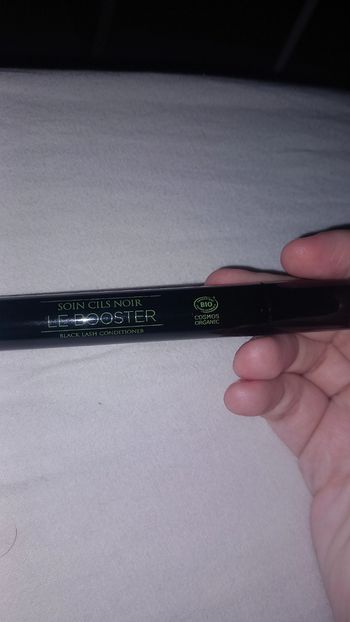 SOIN CILS NOIR
LE BOOSTER
BLACK LASH CONDITIONER
BIO
COSMOS
ORGANIC